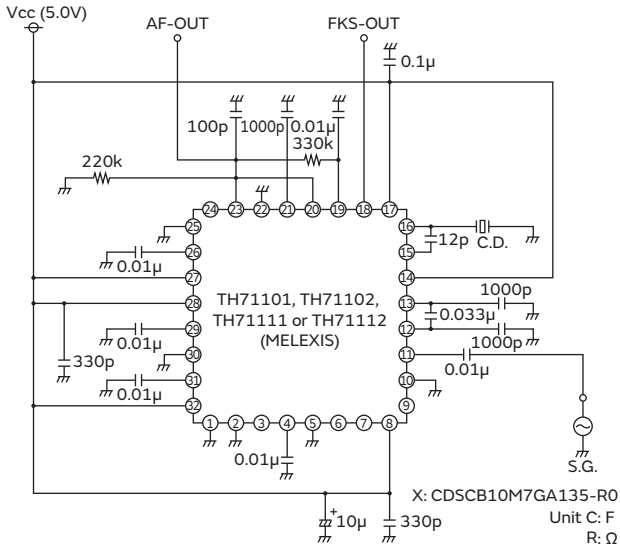 Vcc (5.0V)
AF-OUT
FKS-OUT
0.1μ
100p
1000p
0.01μ
330k
220k
24 23 22 21 20 19 18 17
25
26
27
28
29
30
31
32
16
15
14
13
12
11
10
9
1 2 3 4 5 6 7 8
0.01μ
330p
0.01μ
0.01μ
TH71101, TH71102,
TH71111 or TH71112
(MELEXIS)
12p
C.D.
1000p
0.033μ
1000p
0.01μ
S.G.
0.01μ
+
10μ
330p
X: CDSCB10M7GA135-R0
Unit C: F
R: Ω